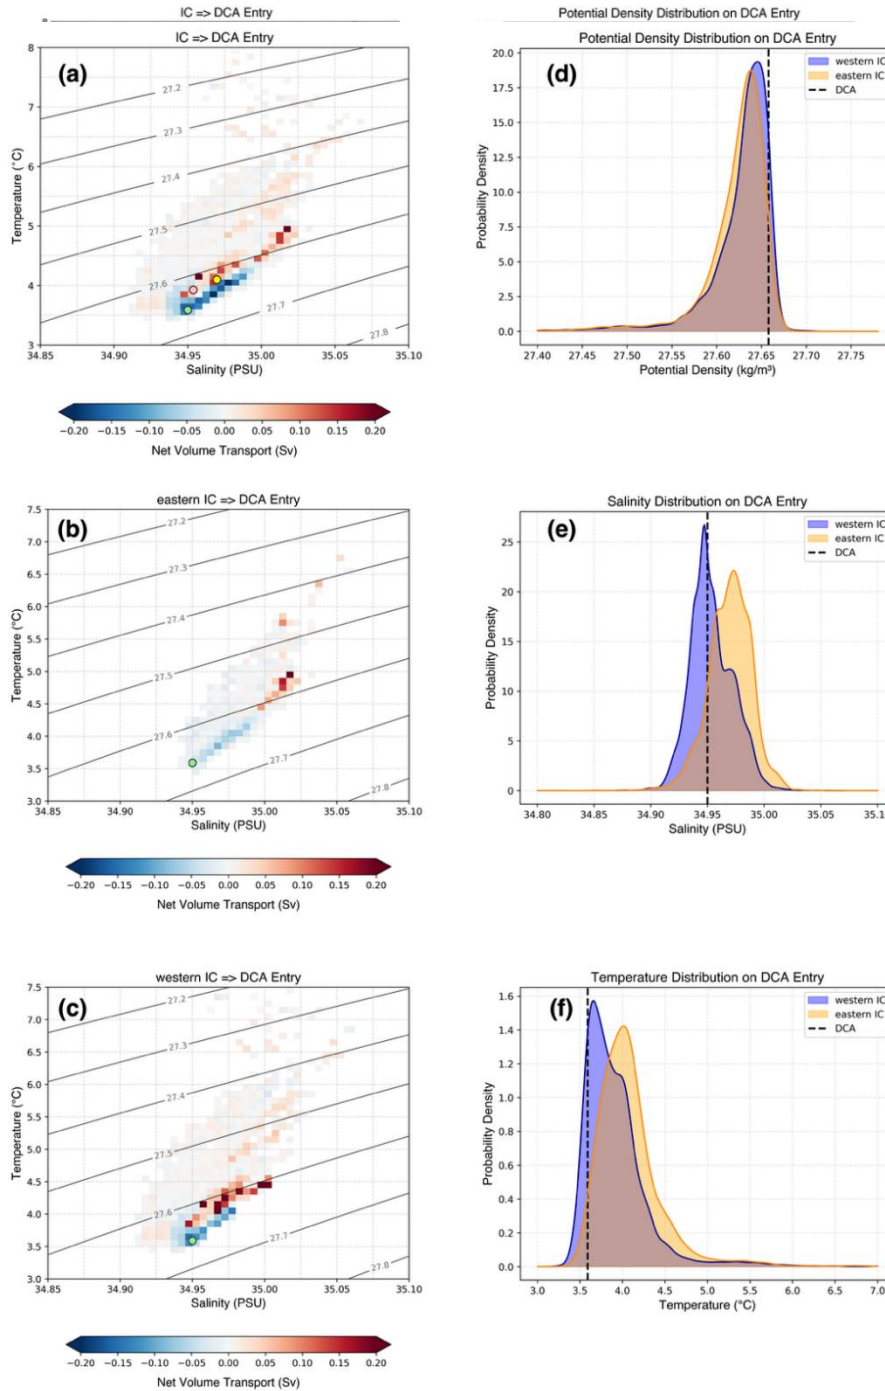 IC => DCA Entry
IC => DCA Entry
(a)
8
7
6
5
4
3
Temperature (°C)
27.2
27.3
27.4
27.5
27.6
27.7
27.8
34.85 34.90 34.95 35.00 35.05 35.10
Salinity (PSU)
−0.20 −0.15 −0.10 −0.05 0.00 0.05 0.10 0.15 0.20
Net Volume Transport (Sv)
Potential Density Distribution on DCA Entry
Potential Density Distribution on DCA Entry
(d)
western IC
eastern IC
DCA
20.0
17.5
15.0
12.5
10.0
7.5
5.0
2.5
0.0
Probability Density
27.40 27.45 27.50 27.55 27.60 27.65 27.70 27.75
Potential Density (kg/m³)
eastern IC => DCA Entry
(b)
7.5
7.0
6.5
6.0
5.5
5.0
4.5
4.0
3.5
3.0
Temperature (°C)
27.2
27.3
27.4
27.5
27.6
27.7
27.8
34.85 34.90 34.95 35.00 35.05 35.10
Salinity (PSU)
−0.20 −0.15 −0.10 −0.05 0.00 0.05 0.10 0.15 0.20
Net Volume Transport (Sv)
Salinity Distribution on DCA Entry
(e)
western IC
eastern IC
DCA
25
20
15
10
5
0
Probability Density
34.80 34.85 34.90 34.95 35.00 35.05 35.1
Salinity (PSU)
western IC => DCA Entry
(c)
7.5
7.0
6.5
6.0
5.5
5.0
4.5
4.0
3.5
3.0
Temperature (°C)
27.2
27.3
27.4
27.5
27.6
27.7
27.8
34.85 34.90 34.95 35.00 35.05 35.10
Salinity (PSU)
−0.20 −0.15 −0.10 −0.05 0.00 0.05 0.10 0.15 0.20
Net Volume Transport (Sv)
Temperature Distribution on DCA Entry
(f)
western IC
eastern IC
DCA
1.6
1.4
1.2
1.0
0.8
0.6
0.4
0.2
0.0
Probability Density
3.0 3.5 4.0 4.5 5.0 5.5 6.0 6.5 7.0
Temperature (°C)